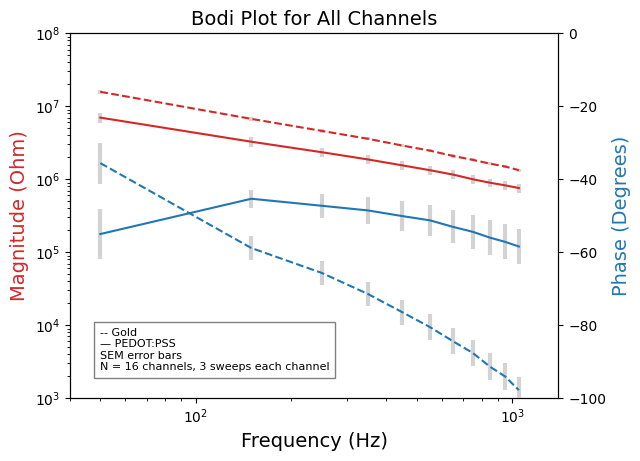 Bodi Plot for All Channels
10^8
10^7
10^6
10^5
10^4
10^3
Magnitude (Ohm)
0
−20
−40
−60
−80
−100
Phase (Degrees)
-- Gold
— PEDOT:PSS
SEM error bars
N = 16 channels, 3 sweeps each channel
10^2
10^3
Frequency (Hz)